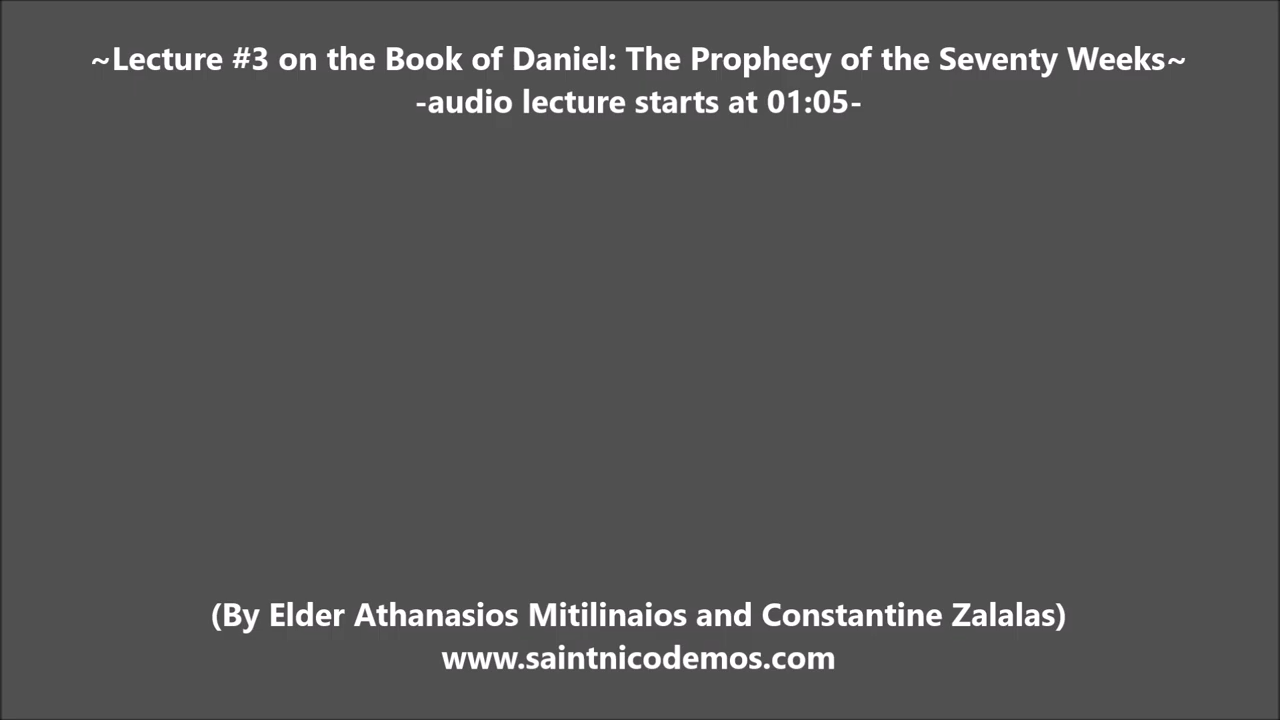 ~Lecture #3 on the Book of Daniel: The Prophecy of the Seventy Weeks~
-audio lecture starts at 01:05-
(By Elder Athanasios Mitilinaios and Constantine Zalalas)
www.saintnicodemos.com